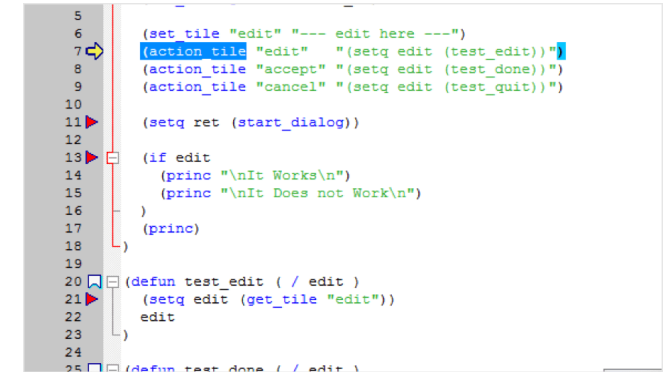 5
6 (set_tile "edit" "--- edit here ---")
7 (action_tile "edit"   "(setq edit (test_edit))")
8 (action_tile "accept" "(setq edit (test_done))")
9 (action_tile "cancel" "(setq edit (test_quit))")
10
11 (setq ret (start_dialog))
12
13 (if edit
14 (princ "\nIt Works\n")
15 (princ "\nIt Does not Work\n")
16 )
17 (princ)
18 )
19
20 (defun test_edit ( / edit )
21 (setq edit (get_tile "edit"))
22 edit
23 )
24
25 (defun test_done ( / edit )